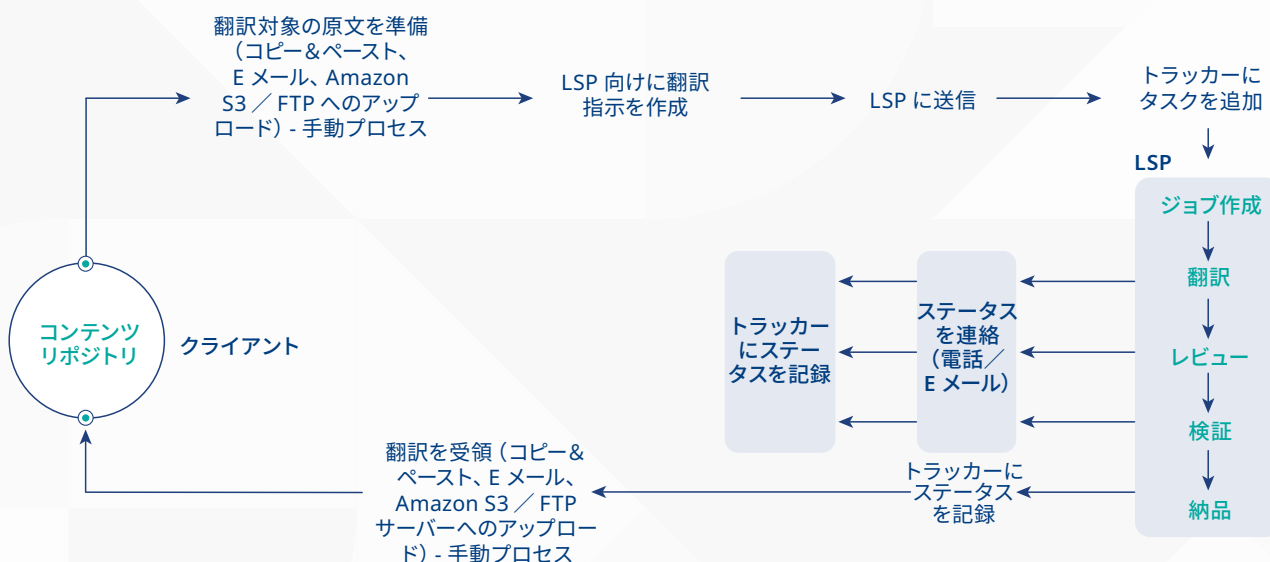 翻訳対象の原文を準備
（コピー＆ペースト、
E メール、Amazon
S3 ／ FTP へのアップ
ロード）- 手動プロセス
LSP 向けに翻訳
指示を作成
LSP に送信
トラッカーに
タスクを追加
LSP
ジョブ作成
翻訳
レビュー
検証
納品
ステータス
を連絡
（電話／
E メール）
トラッカー
にステー
タスを記録
トラッカーに
ステータス
を記録
翻訳を受領（コピー＆
ペースト、E メール、
Amazon S3 ／ FTP
サーバーへのアップロー
ド）- 手動プロセス
コンテンツ
リポジトリ
クライアント